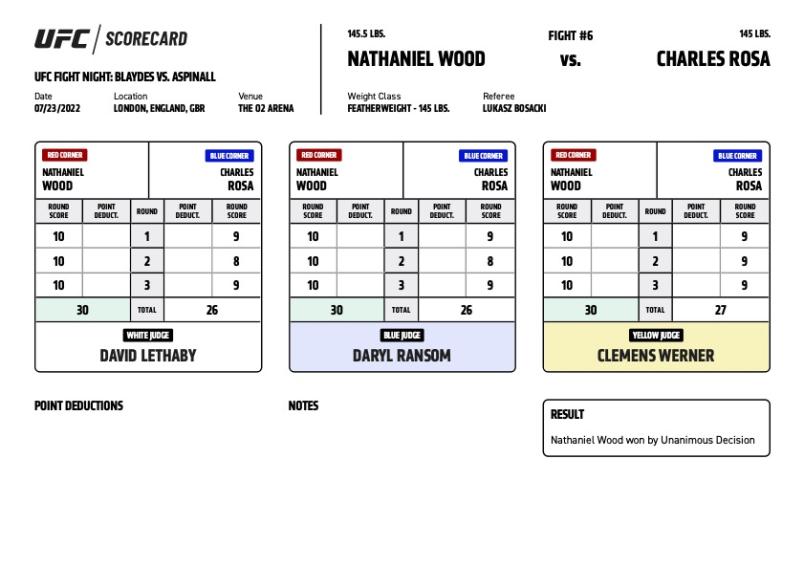 UFC / SCORECARD
UFC FIGHT NIGHT: BLAYDES VS. ASPINALL
Date Location Venue
07/23/2022 LONDON, ENGLAND, GBR THE O2 ARENA
145.5 LBS. FIGHT #6 145 LBS.
NATHANIEL WOOD vs. CHARLES ROSA
Weight Class Referee
FEATHERWEIGHT - 145 LBS. LUKASZ BOSACKI
RED CORNER BLUE CORNER
NATHANIEL CHARLES
WOOD ROSA
ROUND SCORE POINT DEDUCT. ROUND POINT DEDUCT. ROUND SCORE
10 1 9
10 2 8
10 3 9
30 TOTAL 26
WHITE JUDGE
DAVID LETHABY
RED CORNER BLUE CORNER
NATHANIEL CHARLES
WOOD ROSA
ROUND SCORE POINT DEDUCT. ROUND POINT DEDUCT. ROUND SCORE
10 1 9
10 2 8
10 3 9
30 TOTAL 26
BLUE JUDGE
DARYL RANSOM
RED CORNER BLUE CORNER
NATHANIEL CHARLES
WOOD ROSA
ROUND SCORE POINT DEDUCT. ROUND POINT DEDUCT. ROUND SCORE
10 1 9
10 2 9
10 3 9
30 TOTAL 27
YELLOW JUDGE
CLEMENS WERNER
POINT DEDUCTIONS
NOTES
RESULT
Nathaniel Wood won by Unanimous Decision